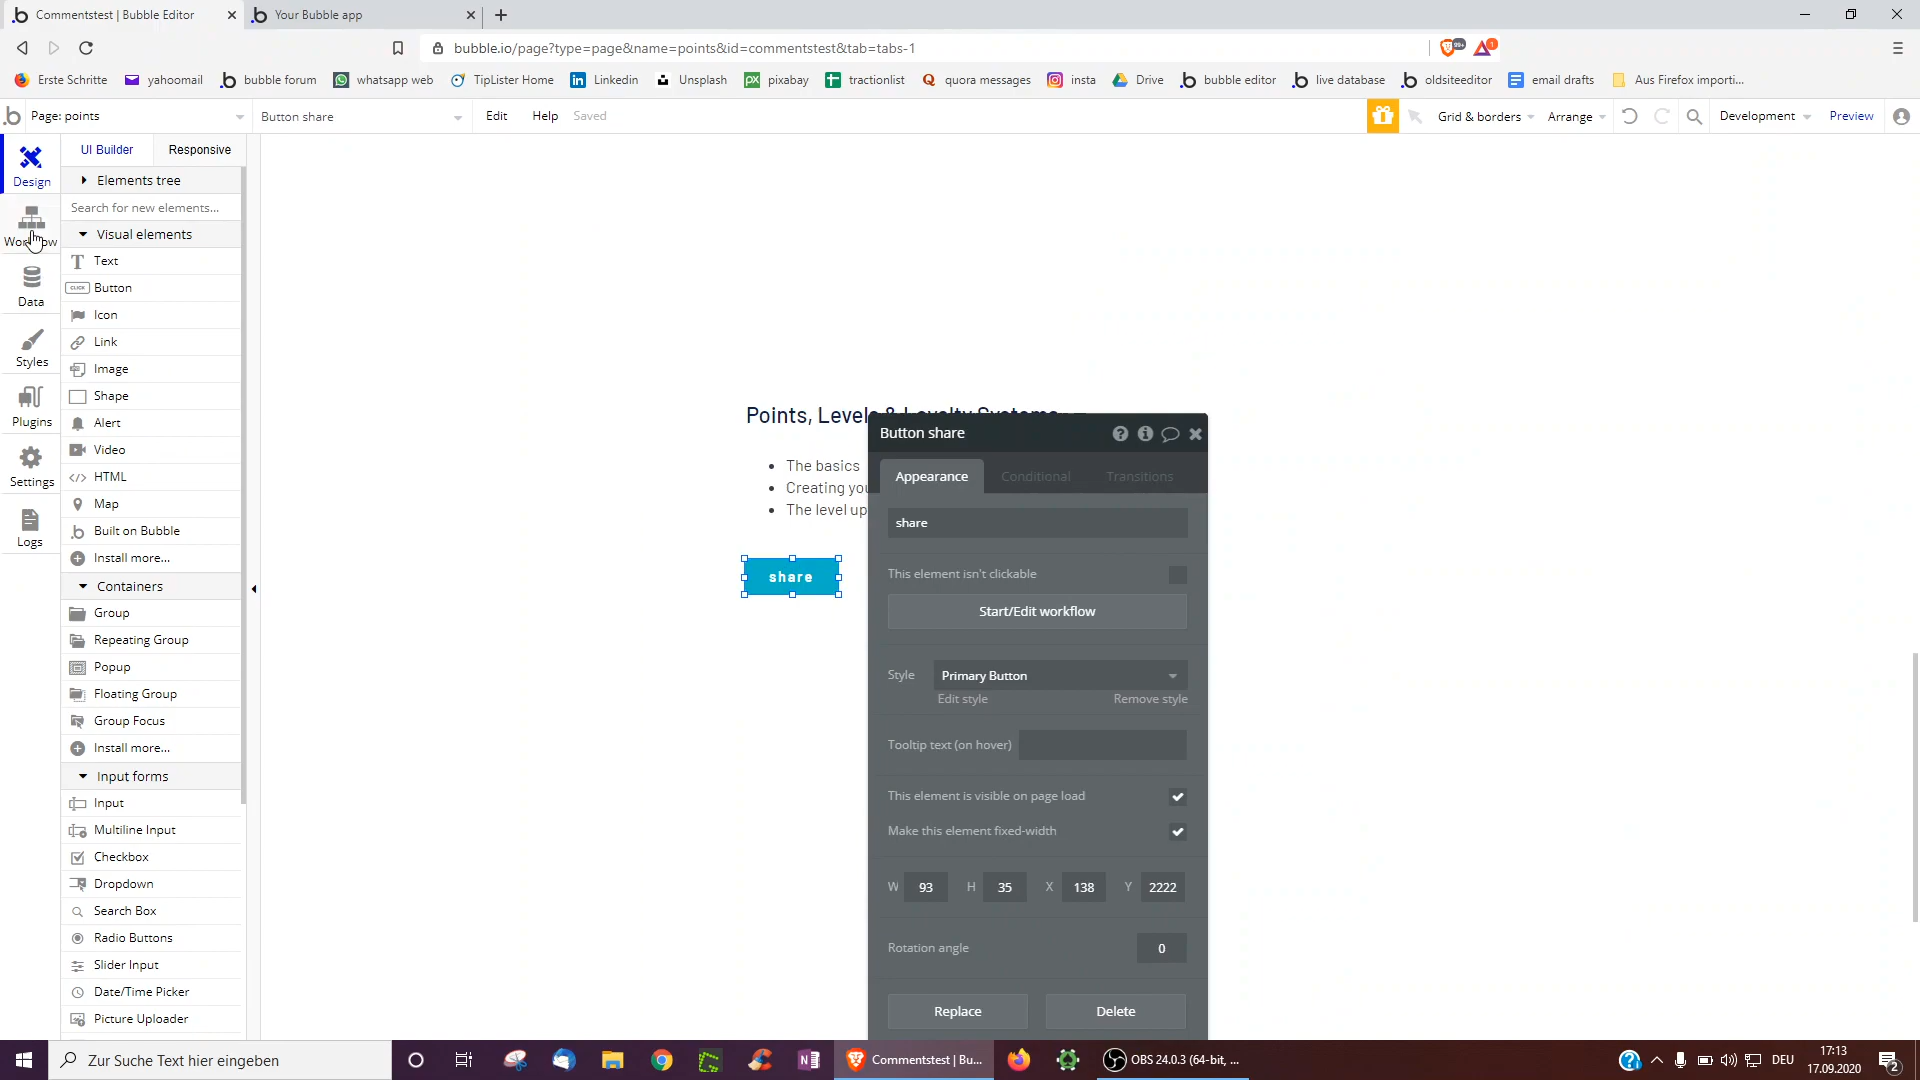 Commentstest | Bubble Editor
Your Bubble app
bubble.io/page?type=page&name=points&id=commentstest&tab=tabs-1
99+
1
Erste Schritte
yahoomail
bubble forum
whatsapp web
TipLister Home
Linkedin
Unsplash
pixabay
tractionlist
quora messages
insta
Drive
bubble editor
live database
oldsiteeditor
email drafts
Aus Firefox importi...
Page: points
Button share
Edit
Help
Saved
Grid & borders
Arrange
Development
Preview
Design
Workflow
Data
Styles
Plugins
Settings
Logs
UI Builder
Responsive
Elements tree
Search for new elements...
Visual elements
Text
CLICK
Button
Icon
Link
Image
Shape
Alert
Video
HTML
Map
Built on Bubble
Install more...
Containers
Group
Repeating Group
Popup
Floating Group
Group Focus
Install more...
Input forms
Input
Multiline Input
Checkbox
Dropdown
Search Box
Radio Buttons
Slider Input
Date/Time Picker
Picture Uploader
Points, Levels & Loyalty Systems
The basics
Creating you
The level up
share
Button share
Appearance
Conditional
Transitions
share
This element isn't clickable
Start/Edit workflow
Style
Primary Button
Edit style
Remove style
Tooltip text (on hover)
This element is visible on page load
Make this element fixed-width
W 93 H 35 X 138 Y 2222
Rotation angle
0
Replace
Delete
Zur Suche Text hier eingeben
Commentstest | Bu...
OBS 24.0.3 (64-bit, ...
DEU
17:13
17.09.2020
2